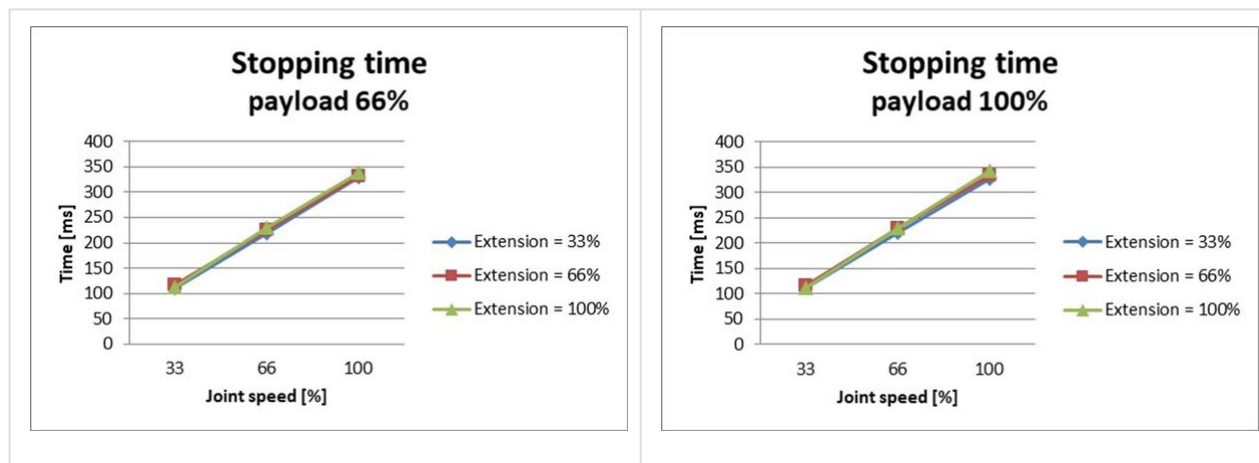 Stopping time
payload 66%
400
350
300
250
200
150
100
50
0
Time [ms]
33
66
100
Joint speed [%]
Extension = 33%
Extension = 66%
Extension = 100%
Stopping time
payload 100%
400
350
300
250
200
150
100
50
0
Time [ms]
33
66
100
Joint speed [%]
Extension = 33%
Extension = 66%
Extension = 100%